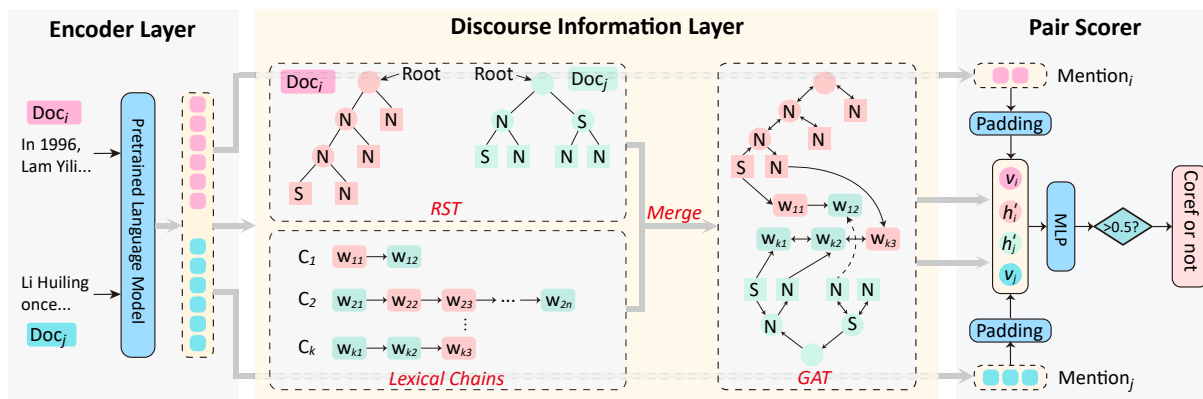 Encoder Layer
Discourse Information Layer
Pair Scorer
Doc_i
In 1996,
Lam Yili...
Pretrained Language Model
Li Huiling
once...
Doc_j
Doc_i
Root
Root
Doc_j
N
N
N
N
S
N
S
N
S
N
N
N
RST
C_1
w_11
w_12
C_2
w_21
w_22
w_23
...
w_2n
...
C_k
w_k1
w_k2
w_k3
Lexical Chains
Merge
N
N
N
N
S
N
w_11
w_12
w_k1
w_k2
w_k3
S
N
N
N
N
S
GAT
Mention_i
Padding
v_i
h_i'
h_j'
v_j
MLP
>0.5?
Coref or not
Padding
Mention_j